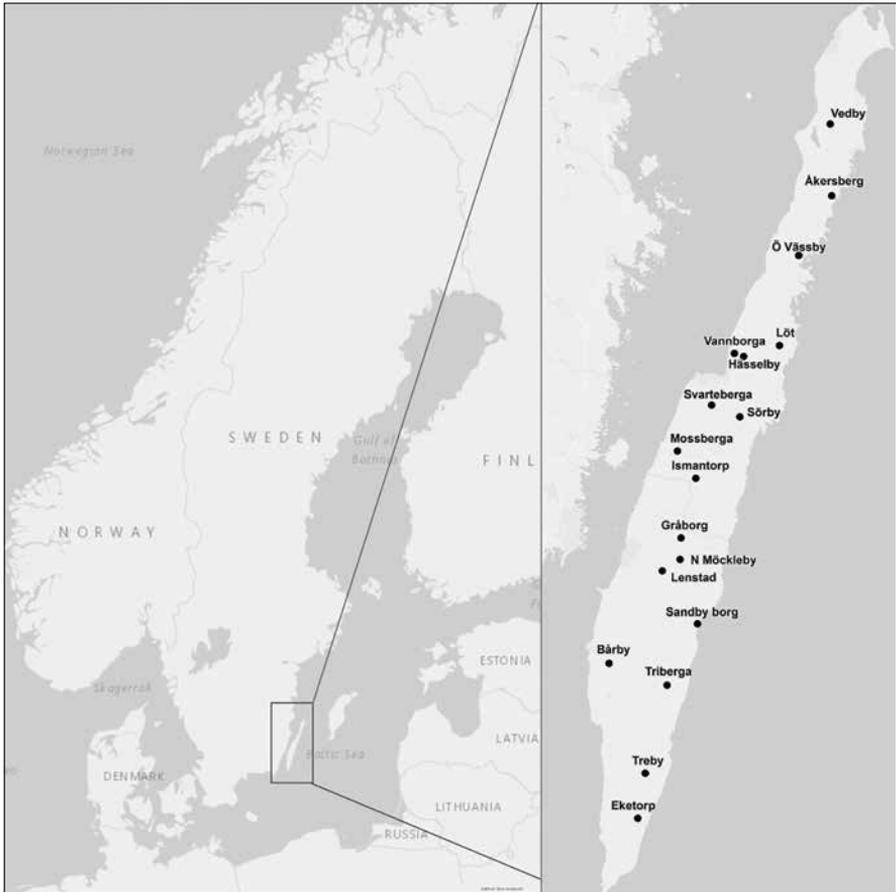 Norwegian Sea
SWEDEN
Gulf of
Bothnia
FINL
NORWAY
ESTONIA
Skagerrak
LATVIA
Baltic Sea
DENMARK
LITHUANIA
RUSSIA
Vedby
Åkersberg
Ö Vässby
Löt
Vannborga
Hässelby
Svarteberga
Sörby
Mossberga
Ismantorp
Gråborg
N Möckleby
Lenstad
Sandby borg
Bårby
Triberga
Treby
Eketorp